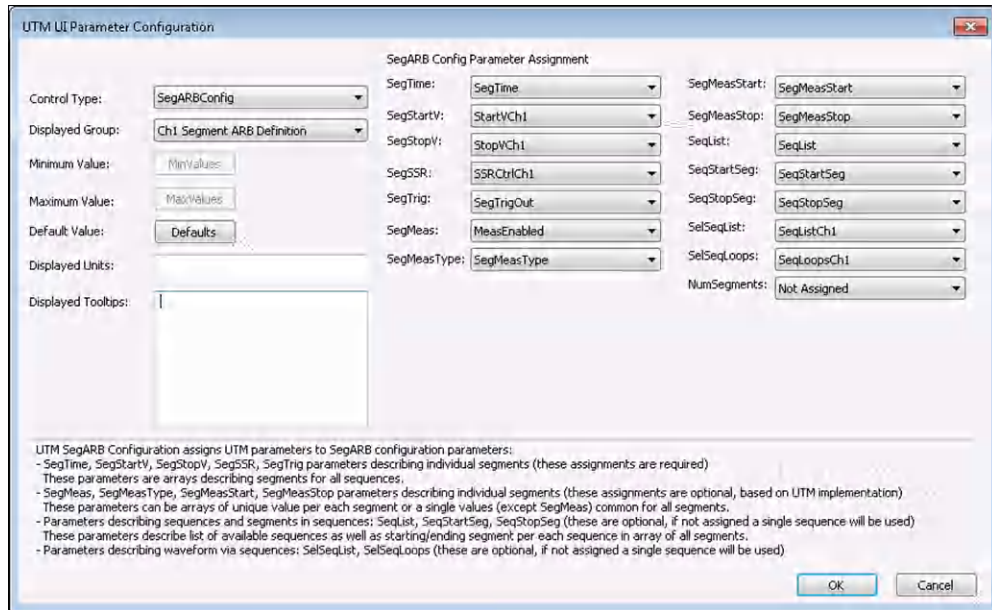 UTM UI Parameter Configuration
SegARB Config Parameter Assignment
Control Type: SegARBConfig
Displayed Group: Ch1 Segment ARB Definition
Minimum Value: MinValues
Maximum Value: MaxValues
Default Value: Defaults
Displayed Units:
Displayed Tooltips:
SegTime: SegTime
SegStartV: StartVCh1
SegStopV: StopVCh1
SegSSR: SSRCtrlCh1
SegTrig: SegTrigOut
SegMeas: MeasEnabled
SegMeasType: SegMeasType
SegMeasStart: SegMeasStart
SegMeasStop: SegMeasStop
SeqList: SeqList
SeqStartSeg: SeqStartSeg
SeqStopSeg: SeqStopSeg
SelSeqList: SeqListCh1
SelSeqLoops: SeqLoopsCh1
NumSegments: Not Assigned
UTM SegARB Configuration assigns UTM parameters to SegARB configuration parameters:
- SegTime, SegStartV, SegStopV, SegSSR, SegTrig parameters describing individual segments (these assignments are required)
These parameters are arrays describing segments for all sequences.
- SegMeas, SegMeasType, SegMeasStart, SegMeasStop parameters describing individual segments (these assignments are optional, based on UTM implementation)
These parameters can be arrays of unique value per each segment or a single values (except SegMeas) common for all segments.
- Parameters describing sequences and segments in sequences: SeqList, SeqStartSeg, SeqStopSeg (these are optional, if not assigned a single sequence will be used)
These parameters describe list of available sequences as well as starting/ending segment per each sequence in array of all segments.
- Parameters describing waveform via sequences: SelSeqList, SelSeqLoops (these are optional, if not assigned a single sequence will be used)
OK
Cancel